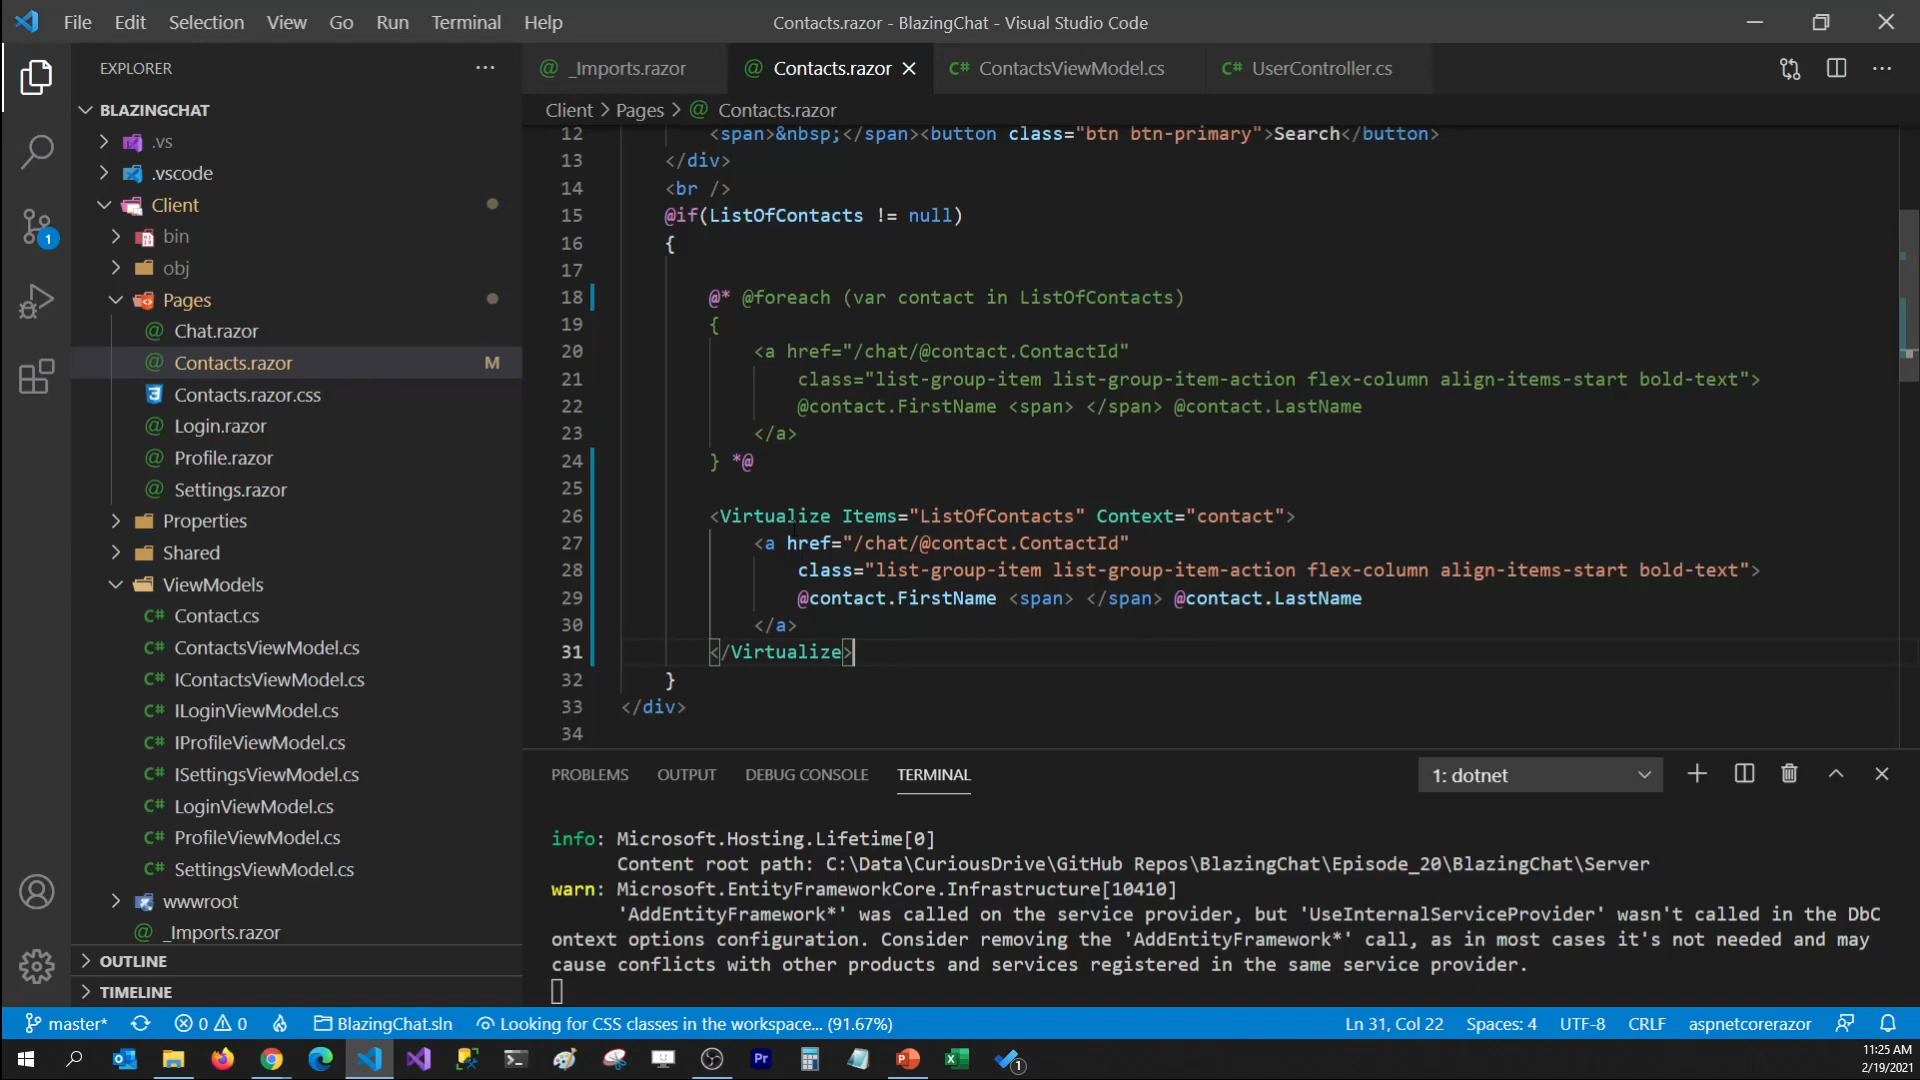 File Edit Selection View Go Run Terminal Help
Contacts.razor - BlazingChat - Visual Studio Code
EXPLORER
BLAZINGCHAT
.vs
.vscode
Client
bin
obj
Pages
Chat.razor
Contacts.razor M
Contacts.razor.css
Login.razor
Profile.razor
Settings.razor
Properties
Shared
ViewModels
C# Contact.cs
C# ContactsViewModel.cs
C# IContactsViewModel.cs
C# ILoginViewModel.cs
C# IProfileViewModel.cs
C# ISettingsViewModel.cs
C# LoginViewModel.cs
C# ProfileViewModel.cs
C# SettingsViewModel.cs
wwwroot
@ _Imports.razor
OUTLINE
TIMELINE
@ _Imports.razor @ Contacts.razor C# ContactsViewModel.cs C# UserController.cs
Client > Pages > @ Contacts.razor
12 <span>&nbsp;</span><button class="btn btn-primary">Search</button>
13 </div>
14 <br />
15 @if(ListOfContacts != null)
16 {
17
18 @* @foreach (var contact in ListOfContacts)
19 {
20 <a href="/chat/@contact.ContactId"
21 class="list-group-item list-group-item-action flex-column align-items-start bold-text">
22 @contact.FirstName <span> </span> @contact.LastName
23 </a>
24 } *@
25
26 <Virtualize Items="ListOfContacts" Context="contact">
27 <a href="/chat/@contact.ContactId"
28 class="list-group-item list-group-item-action flex-column align-items-start bold-text">
29 @contact.FirstName <span> </span> @contact.LastName
30 </a>
31 </Virtualize>
32 }
33 </div>
34
PROBLEMS OUTPUT DEBUG CONSOLE TERMINAL
1: dotnet
info: Microsoft.Hosting.Lifetime[0]
Content root path: C:\Data\CuriousDrive\GitHub Repos\BlazingChat\Episode_20\BlazingChat\Server
warn: Microsoft.EntityFrameworkCore.Infrastructure[10410]
'AddEntityFramework*' was called on the service provider, but 'UseInternalServiceProvider' wasn't called in the DbC
ontext options configuration. Consider removing the 'AddEntityFramework*' call, as in most cases it's not needed and may
cause conflicts with other products and services registered in the same service provider.
master* 0 0 BlazingChat.sln Looking for CSS classes in the workspace... (91.67%)
Ln 31, Col 22 Spaces: 4 UTF-8 CRLF aspnetcorerazor
11:25 AM
2/19/2021